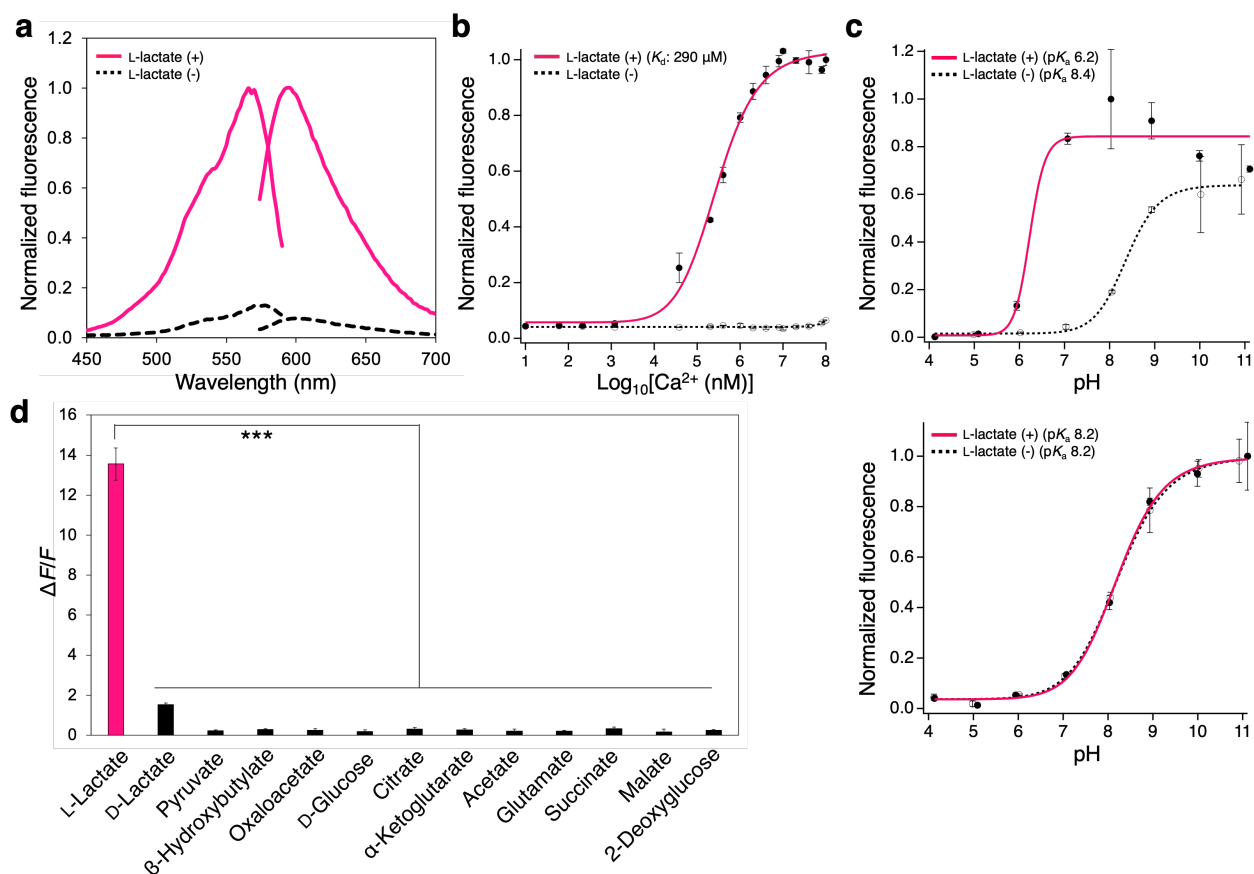 a
1.2
1.0
0.8
0.6
0.4
0.2
0.0
Normalized fluorescence
L-lactate (+)
L-lactate (-)
450 500 550 600 650 700
Wavelength (nm)
b
1.0
0.8
0.6
0.4
0.2
0.0
Normalized fluorescence
L-lactate (+) (Kd: 290 µM)
L-lactate (-)
1 2 3 4 5 6 7 8
Log10[Ca2+ (nM)]
c
1.2
1.0
0.8
0.6
0.4
0.2
0.0
Normalized fluorescence
L-lactate (+) (pKa 6.2)
L-lactate (-) (pKa 8.4)
4 5 6 7 8 9 10 11
pH
1.0
0.8
0.6
0.4
0.2
0.0
Normalized fluorescence
L-lactate (+) (pKa 8.2)
L-lactate (-) (pKa 8.2)
4 5 6 7 8 9 10 11
pH
d
16
14
12
10
8
6
4
2
0
ΔF/F
***
L-Lactate
D-Lactate
Pyruvate
β-Hydroxybutylate
Oxaloacetate
D-Glucose
Citrate
α-Ketoglutarate
Acetate
Glutamate
Succinate
Malate
2-Deoxyglucose